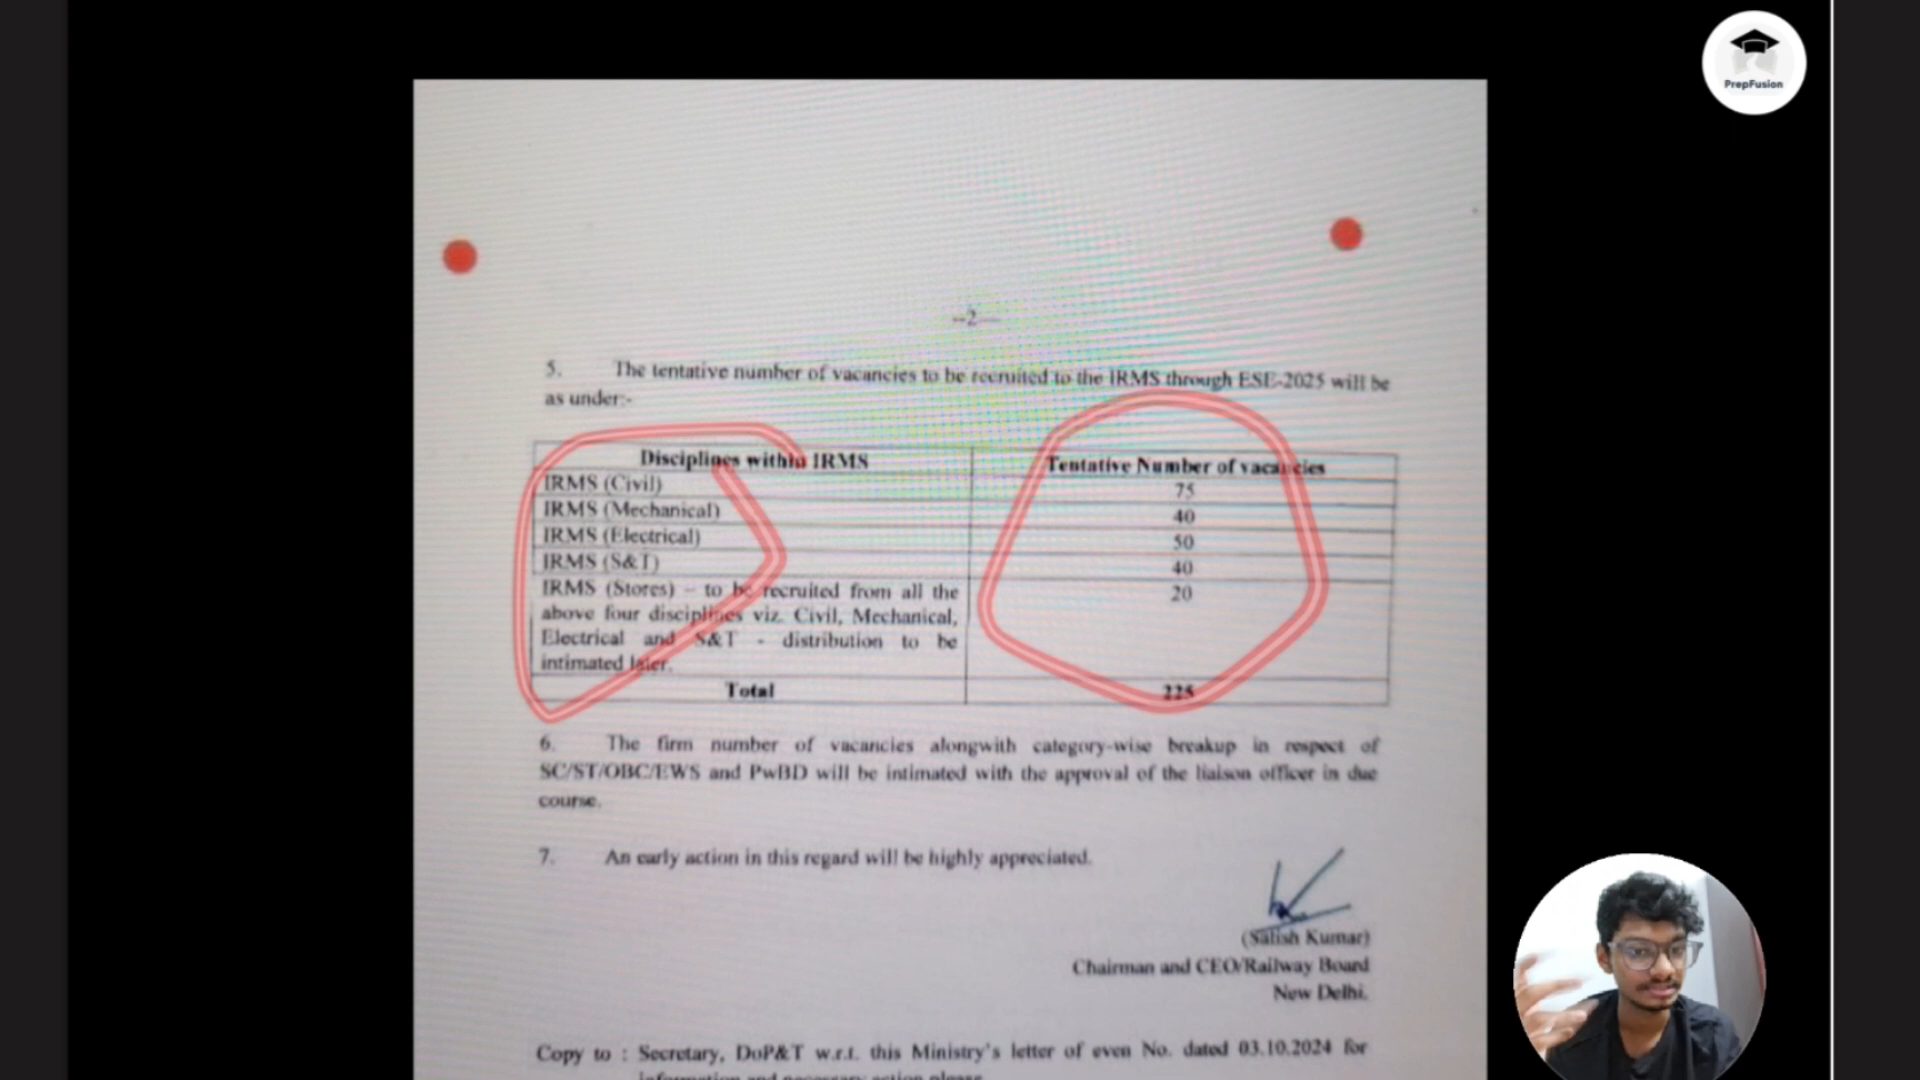 PrepFusion
--2--
5. The tentative number of vacancies to be recruited to the IRMS through ESE-2025 will be
as under:-
Disciplines within IRMS Tentative Number of vacancies
IRMS (Civil) 75
IRMS (Mechanical) 40
IRMS (Electrical) 50
IRMS (S&T) 40
IRMS (Stores) – to be recruited from all the 20
above four disciplines viz. Civil, Mechanical,
Electrical and S&T - distribution to be
intimated later.
Total 225
6. The firm number of vacancies alongwith category-wise breakup in respect of
SC/ST/OBC/EWS and PwBD will be intimated with the approval of the liaison officer in due
course.
7. An early action in this regard will be highly appreciated.
(Satish Kumar)
Chairman and CEO/Railway Board
New Delhi.
Copy to : Secretary, DoP&T w.r.t. this Ministry's letter of even No. dated 03.10.2024 for
information and necessary action please